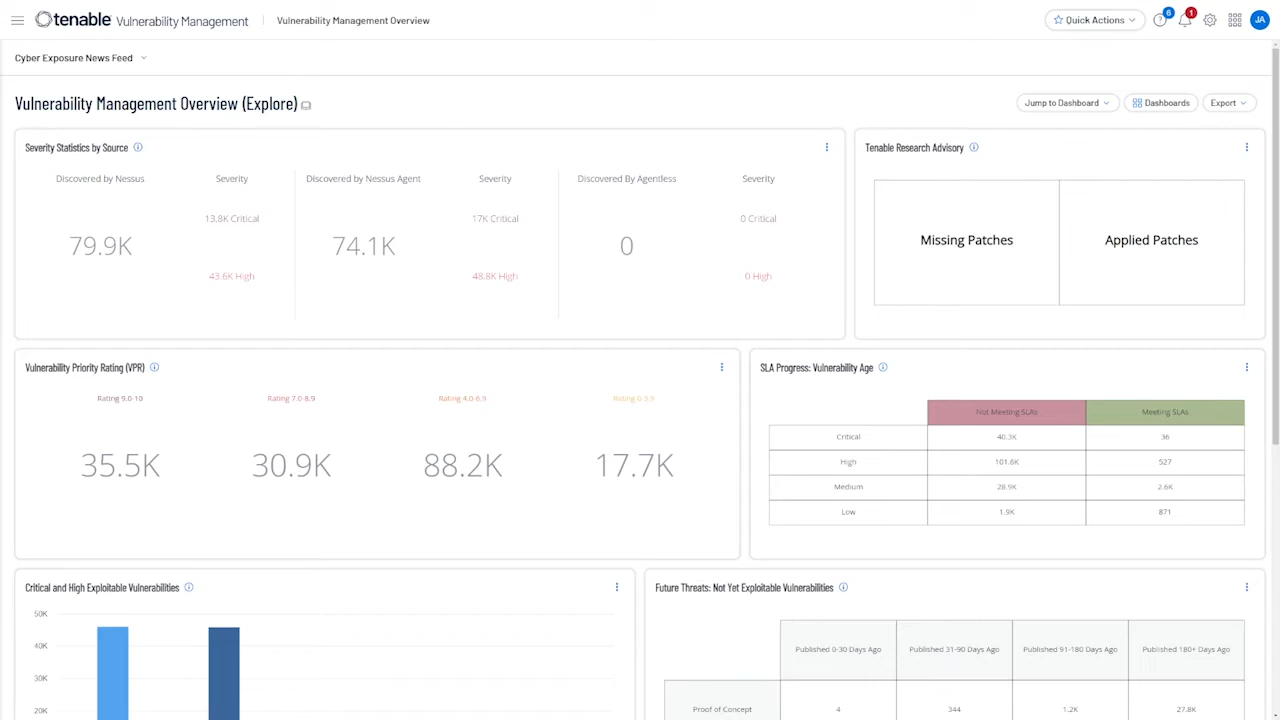 tenable Vulnerability Management
Vulnerability Management Overview
Quick Actions
6
1
JA
Cyber Exposure News Feed
Vulnerability Management Overview (Explore)
Jump to Dashboard
Dashboards
Export
Severity Statistics by Source
Discovered by Nessus
Severity
79.9K
13.8K Critical
43.6K High
Discovered by Nessus Agent
Severity
74.1K
17K Critical
48.8K High
Discovered By Agentless
Severity
0
0 Critical
0 High
Tenable Research Advisory
Missing Patches
Applied Patches
Vulnerability Priority Rating (VPR)
Rating 9.0-10
Rating 7.0-8.9
Rating 4.0-6.9
Rating 0-3.9
35.5K
30.9K
88.2K
17.7K
SLA Progress: Vulnerability Age
Not Meeting SLAs Meeting SLAs
Critical 40.3K 36
High 101.6K 527
Medium 28.9K 2.6K
Low 1.9K 871
Critical and High Exploitable Vulnerabilities
50K
40K
30K
20K
Future Threats: Not Yet Exploitable Vulnerabilities
Published 0-30 Days Ago Published 31-90 Days Ago Published 91-180 Days Ago Published 180+ Days Ago
Proof of Concept 4 344 1.2K 27.8K